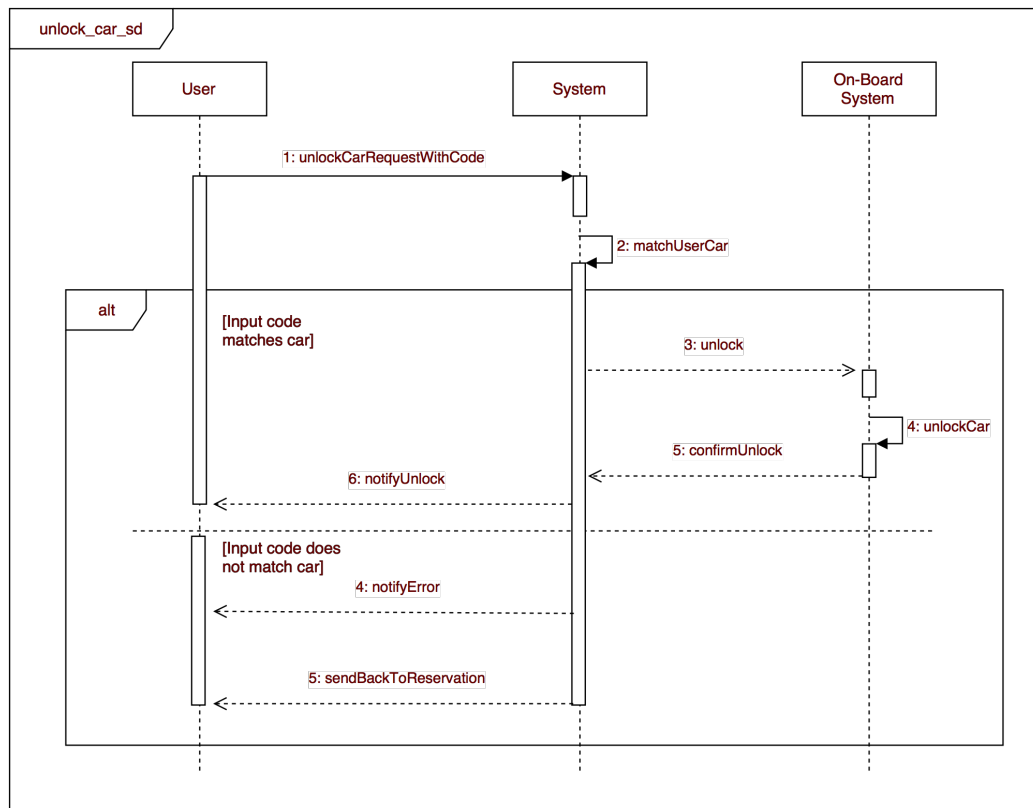 unlock_car_sd
User
System
On-Board
System
1: unlockCarRequestWithCode
2: matchUserCar
alt
[Input code
matches car]
3: unlock
4: unlockCar
5: confirmUnlock
6: notifyUnlock
[Input code does
not match car]
4: notifyError
5: sendBackToReservation